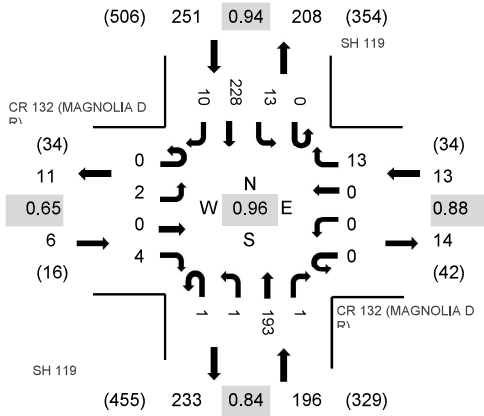 (506) 251 0.94 208 (354)
SH 119
CR 132 (MAGNOLIA D
R)
10 228 13 0
(34)
11
0.65
6
(16)
0
2
0
4
N
W 0.96 E
S
13
0
0
0
(34)
13
0.88
14
(42)
1 1 193 1
CR 132 (MAGNOLIA D
R)
SH 119
(455) 233 0.84 196 (329)